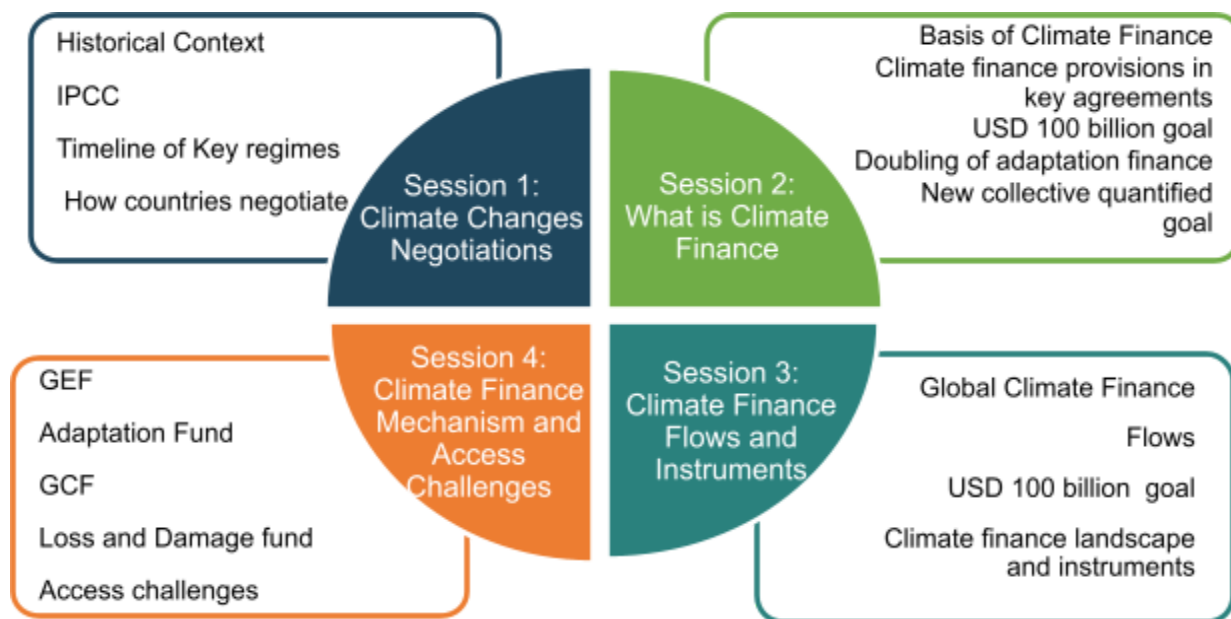 Historical Context
IPCC
Timeline of Key regimes
How countries negotiate
Session 1:
Climate Changes
Negotiations
Session 2:
What is Climate
Finance
Basis of Climate Finance
Climate finance provisions in
key agreements
USD 100 billion goal
Doubling of adaptation finance
New collective quantified
goal
GEF
Adaptation Fund
GCF
Loss and Damage fund
Access challenges
Session 4:
Climate Finance
Mechanism and
Access
Challenges
Session 3:
Climate Finance
Flows and
Instruments
Global Climate Finance
Flows
USD 100 billion goal
Climate finance landscape
and instruments